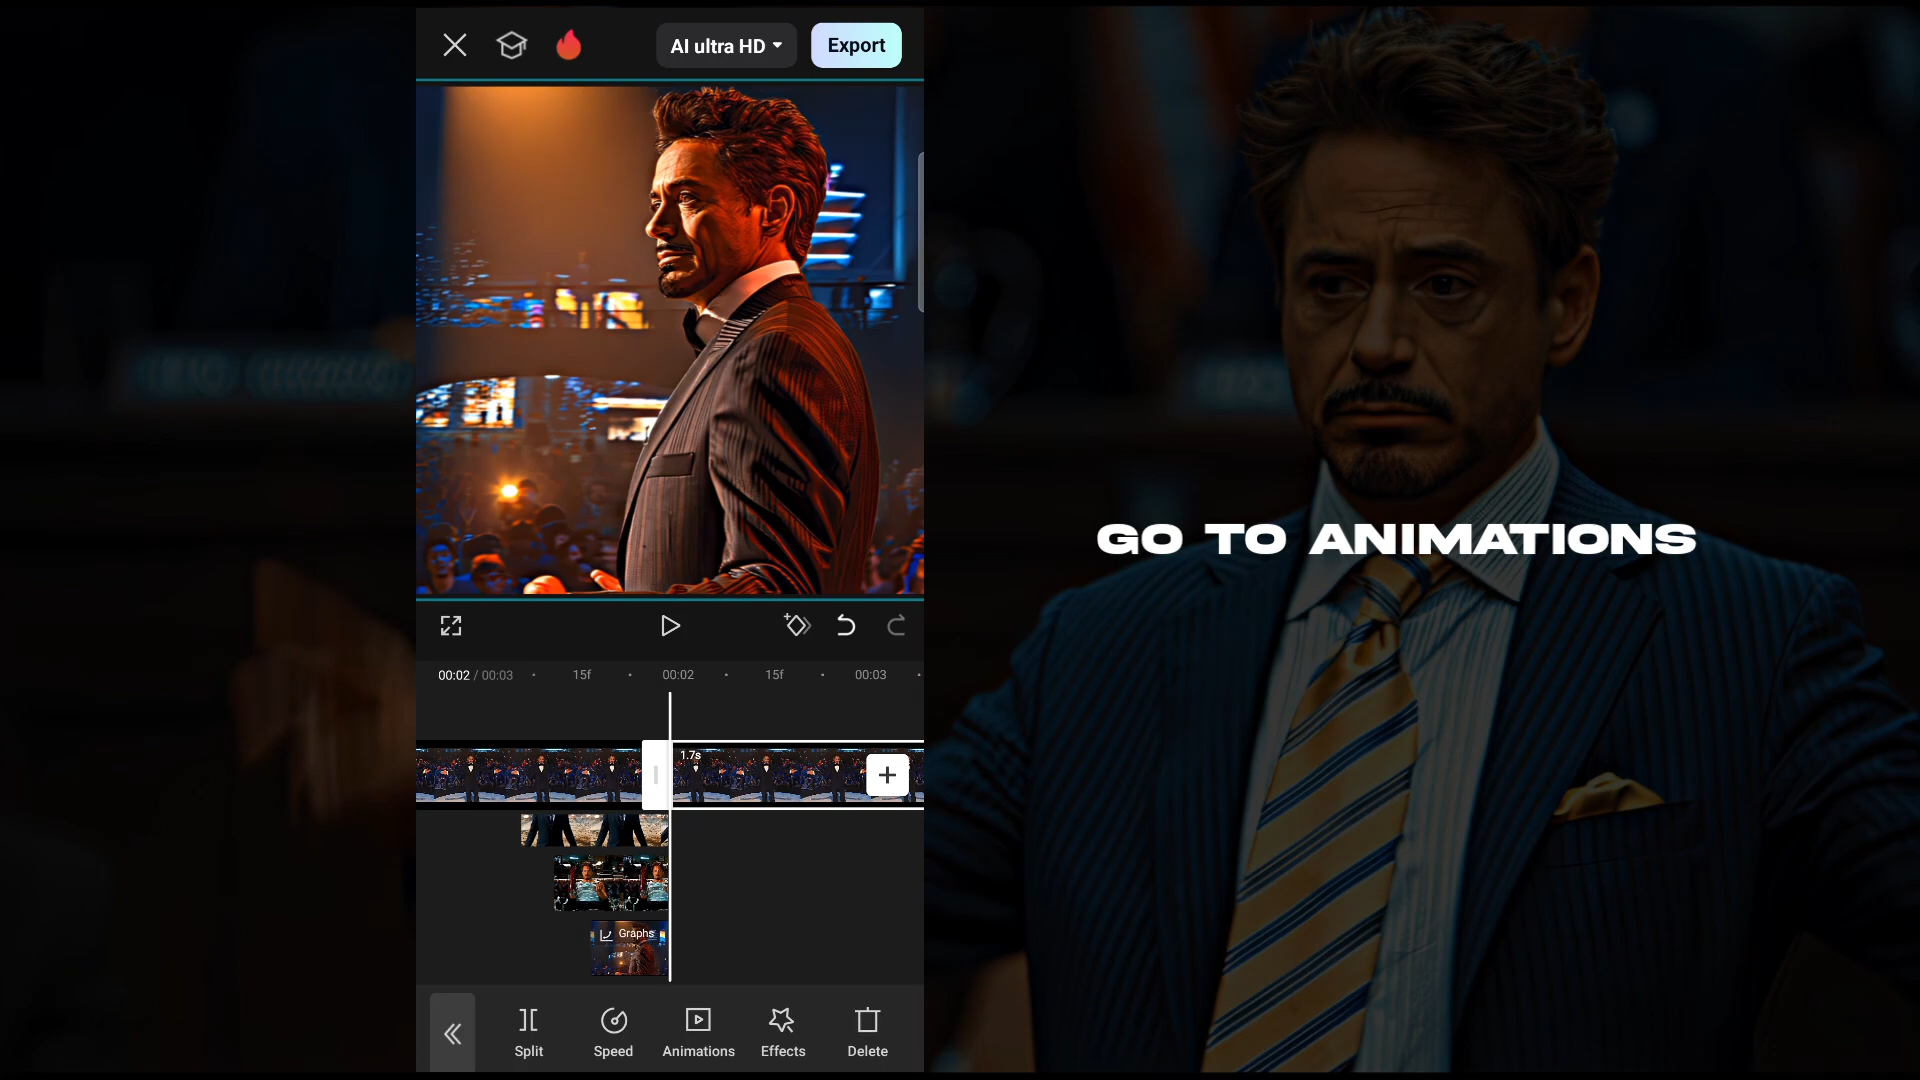 AI ultra HD
Export
GO TO ANIMATIONS
00:02 / 00:03
15f
00:02
15f
00:03
1.7s
Graphs
Split
Speed
Animations
Effects
Delete